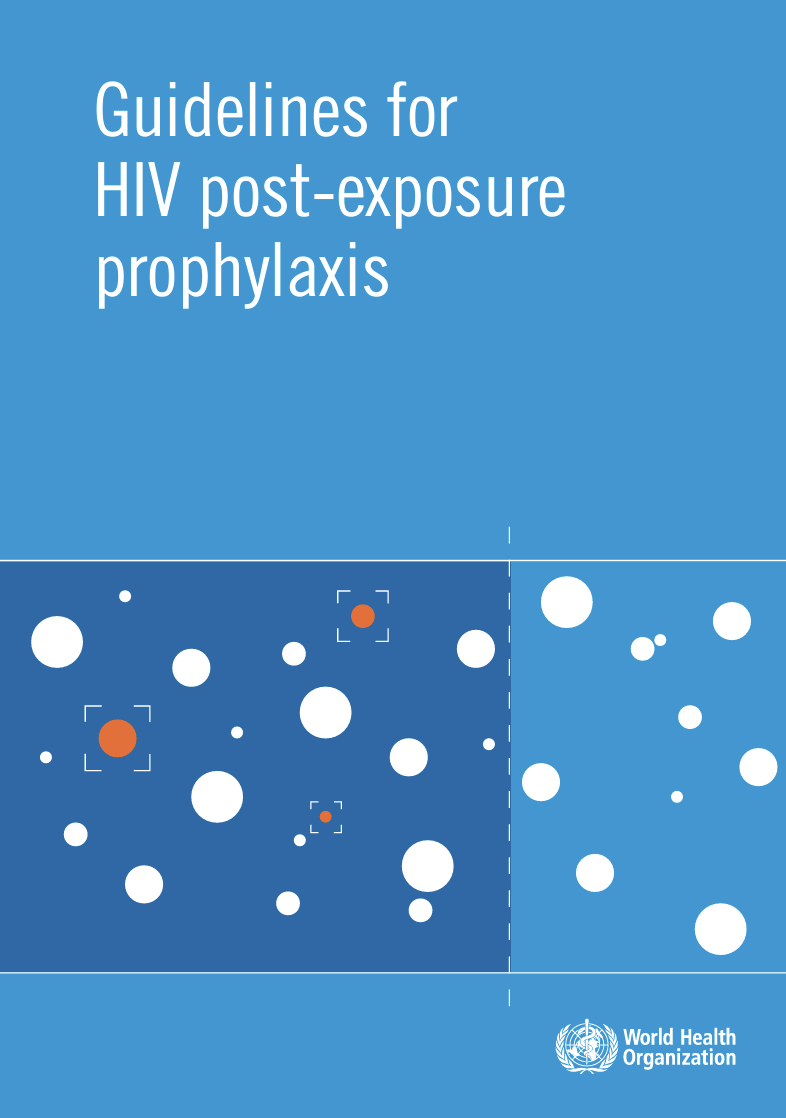 Guidelines for
HIV post-exposure
prophylaxis
World Health
Organization